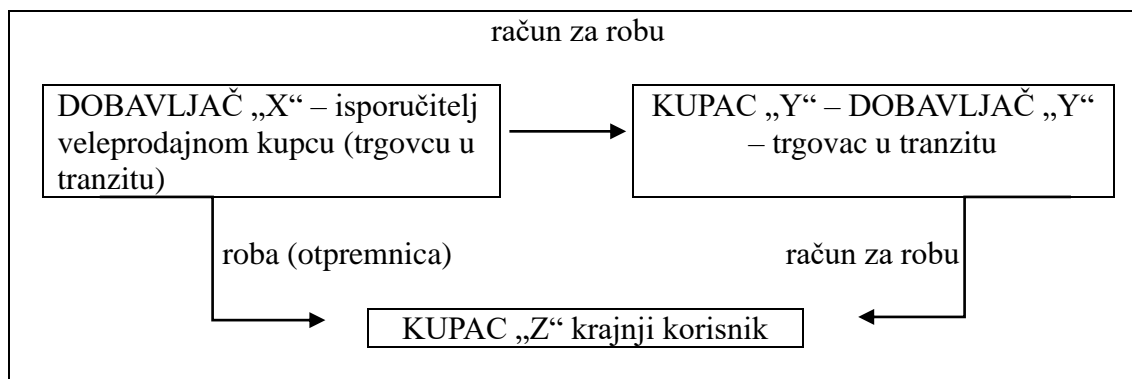 račun za robu
DOBAVLJAČ „X“ – isporučitelj
veleprodajnom kupcu (trgovcu u
tranzitu)
KUPAC „Y“ – DOBAVLJAČ „Y“
– trgovac u tranzitu
roba (otpremnica)
račun za robu
KUPAC „Z“ krajnji korisnik